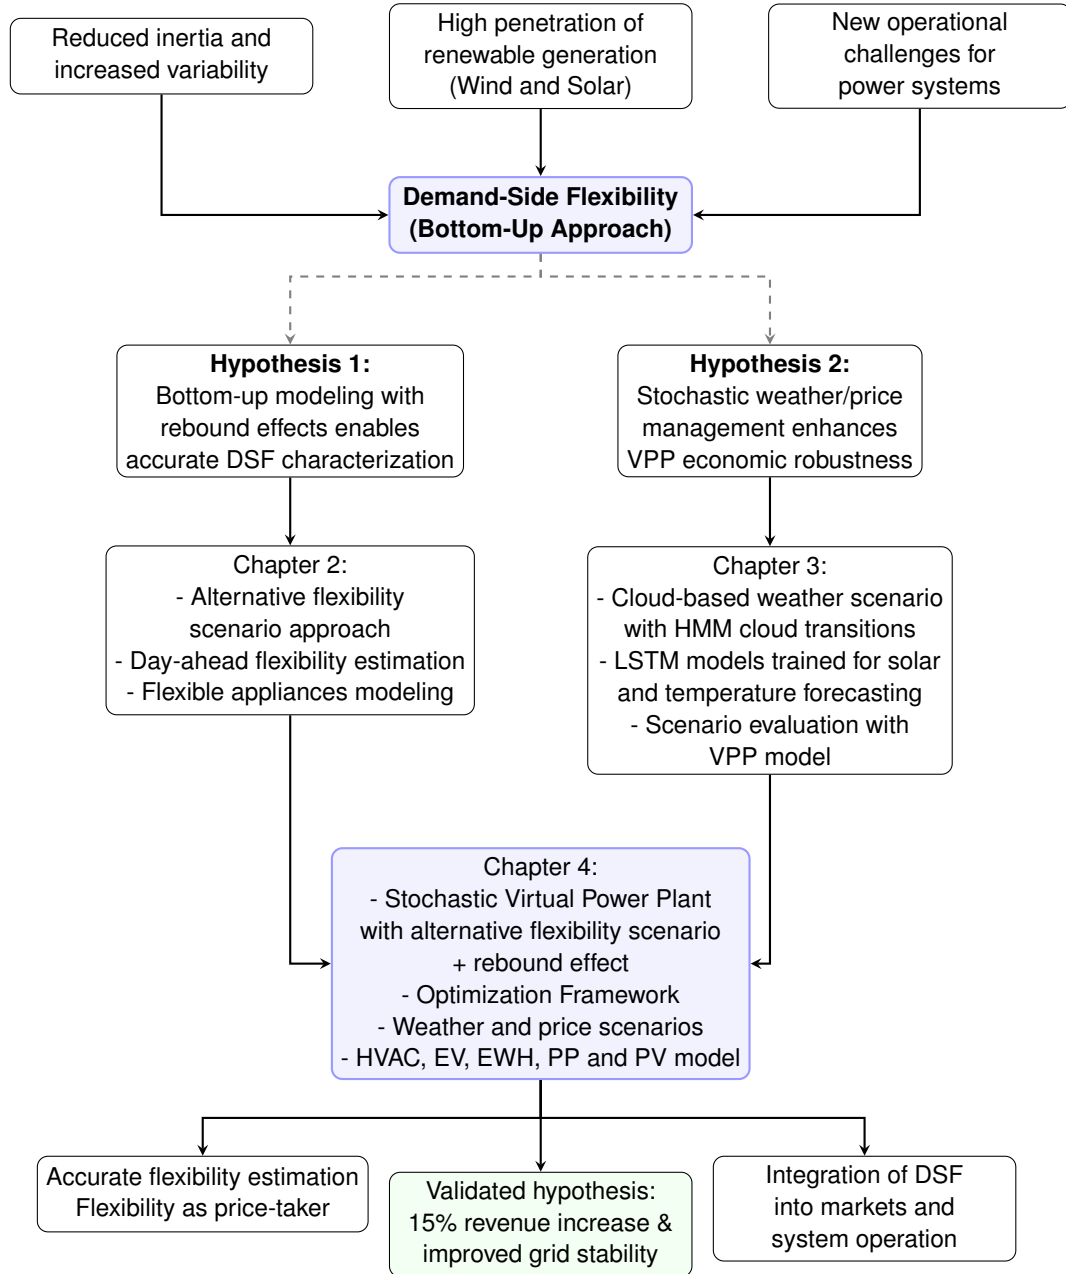 Reduced inertia and
increased variability
High penetration of
renewable generation
(Wind and Solar)
New operational
challenges for
power systems
Demand-Side Flexibility
(Bottom-Up Approach)
Hypothesis 1:
Bottom-up modeling with
rebound effects enables
accurate DSF characterization
Hypothesis 2:
Stochastic weather/price
management enhances
VPP economic robustness
Chapter 2:
- Alternative flexibility
scenario approach
- Day-ahead flexibility estimation
- Flexible appliances modeling
Chapter 3:
- Cloud-based weather scenario
with HMM cloud transitions
- LSTM models trained for solar
and temperature forecasting
- Scenario evaluation with
VPP model
Chapter 4:
- Stochastic Virtual Power Plant
with alternative flexibility scenario
+ rebound effect
- Optimization Framework
- Weather and price scenarios
- HVAC, EV, EWH, PP and PV model
Accurate flexibility estimation
Flexibility as price-taker
Validated hypothesis:
15% revenue increase &
improved grid stability
Integration of DSF
into markets and
system operation